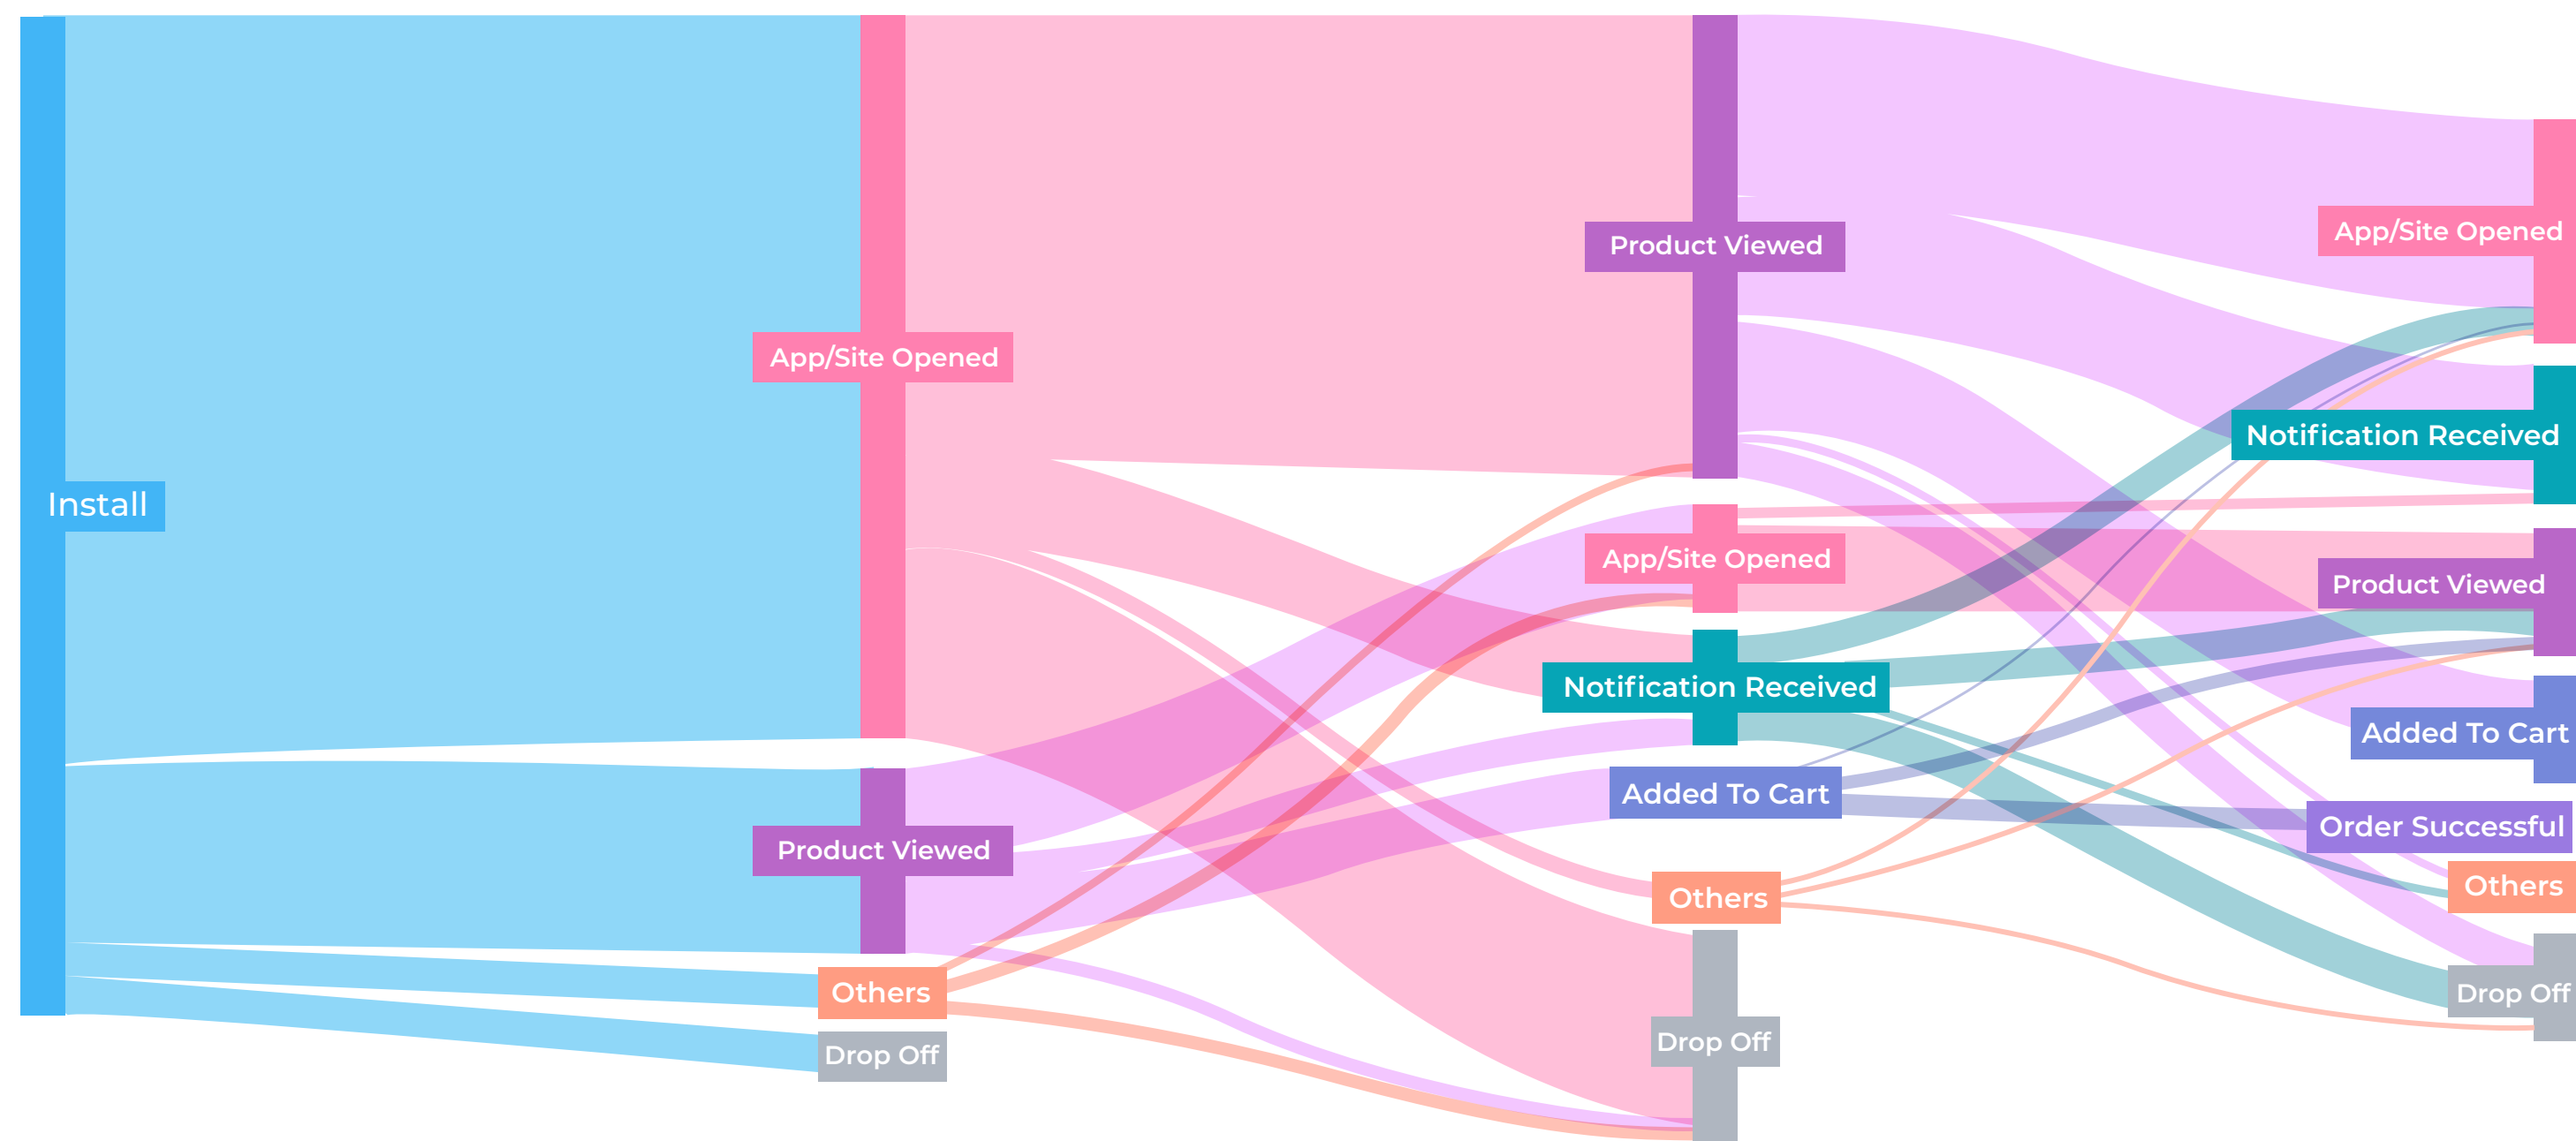 Install
App/Site Opened
Product Viewed
Others
Drop Off
Product Viewed
App/Site Opened
Notification Received
Added To Cart
Others
Drop Off
App/Site Opened
Notification Received
Product Viewed
Added To Cart
Order Successful
Others
Drop Off